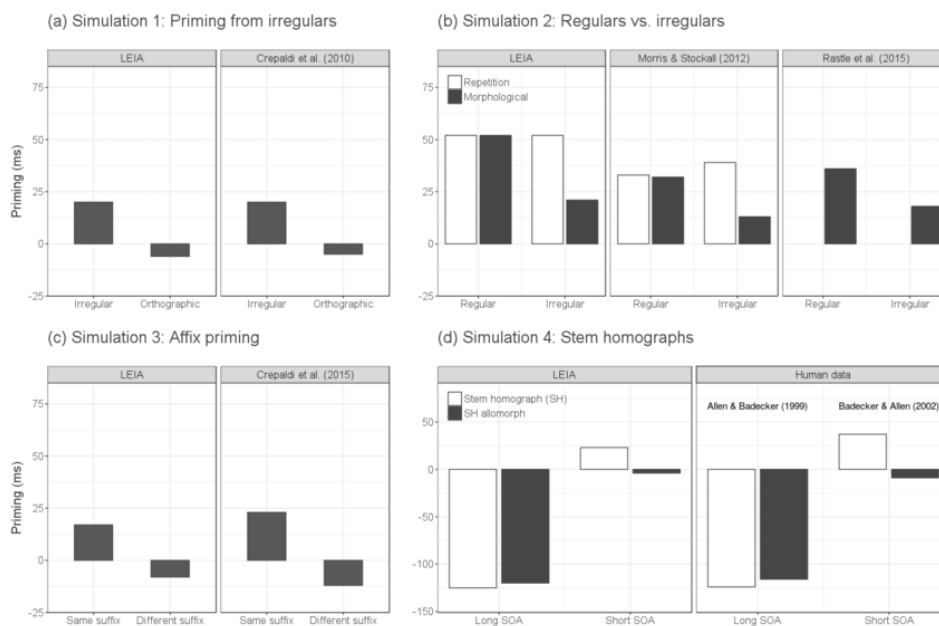 (a) Simulation 1: Priming from irregulars
LEIA
Crepaldi et al. (2010)
Priming (ms)
75
50
25
0
-25
Irregular
Orthographic
Irregular
Orthographic
(b) Simulation 2: Regulars vs. irregulars
LEIA
Morris & Stockall (2012)
Rastle et al. (2015)
Repetition
Morphological
75
50
25
0
-25
Regular
Irregular
Regular
Irregular
Regular
Irregular
(c) Simulation 3: Affix priming
LEIA
Crepaldi et al. (2015)
Priming (ms)
75
50
25
0
-25
Same suffix
Different suffix
Same suffix
Different suffix
(d) Simulation 4: Stem homographs
LEIA
Human data
Stem homograph (SH)
SH allomorph
Allen & Badecker (1999)
Badecker & Allen (2002)
50
0
-50
-100
-150
Long SOA
Short SOA
Long SOA
Short SOA